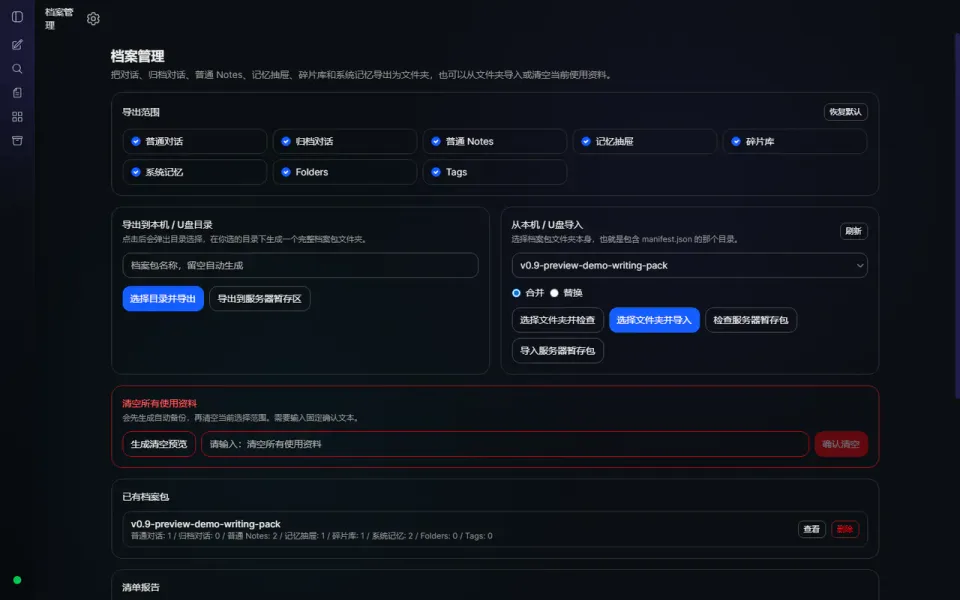 档案管
理
档案管理
把对话、归档对话、普通 Notes、记忆抽屉、碎片库和系统记忆导出为文件夹，也可以从文件夹导入或清空当前使用资料。
导出范围
恢复默认
普通对话
归档对话
普通 Notes
记忆抽屉
碎片库
系统记忆
Folders
Tags
导出到本机 / U盘目录
点击后会弹出目录选择，在你选的目录下生成一个完整档案包文件夹。
档案包名称，留空自动生成
选择目录并导出
导出到服务器暂存区
从本机 / U盘导入
选择档案包文件夹本身，也就是包含 manifest.json 的那个目录。
刷新
v0.9-preview-demo-writing-pack
合并
替换
选择文件夹并检查
选择文件夹并导入
检查服务器暂存包
导入服务器暂存包
清空所有使用资料
会先生成自动备份，再清空当前选择范围。需要输入固定确认文本。
生成清空预览
请输入：清空所有使用资料
确认清空
已有档案包
v0.9-preview-demo-writing-pack
普通对话: 1 / 归档对话: 0 / 普通 Notes: 2 / 记忆抽屉: 1 / 碎片库: 1 / 系统记忆: 2 / Folders: 0 / Tags: 0
查看
删除
清单报告